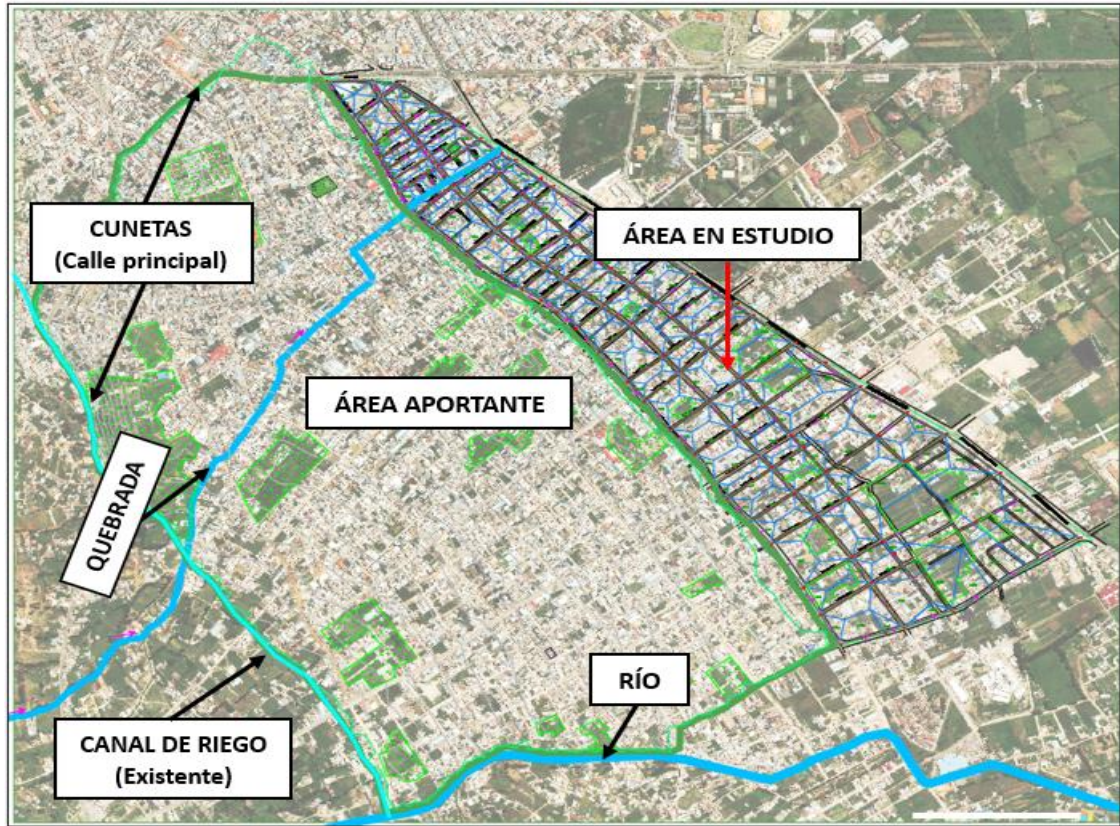 CUNETAS
(Calle principal)
ÁREA EN ESTUDIO
ÁREA APORTANTE
QUEBRADA
RÍO
CANAL DE RIEGO
(Existente)